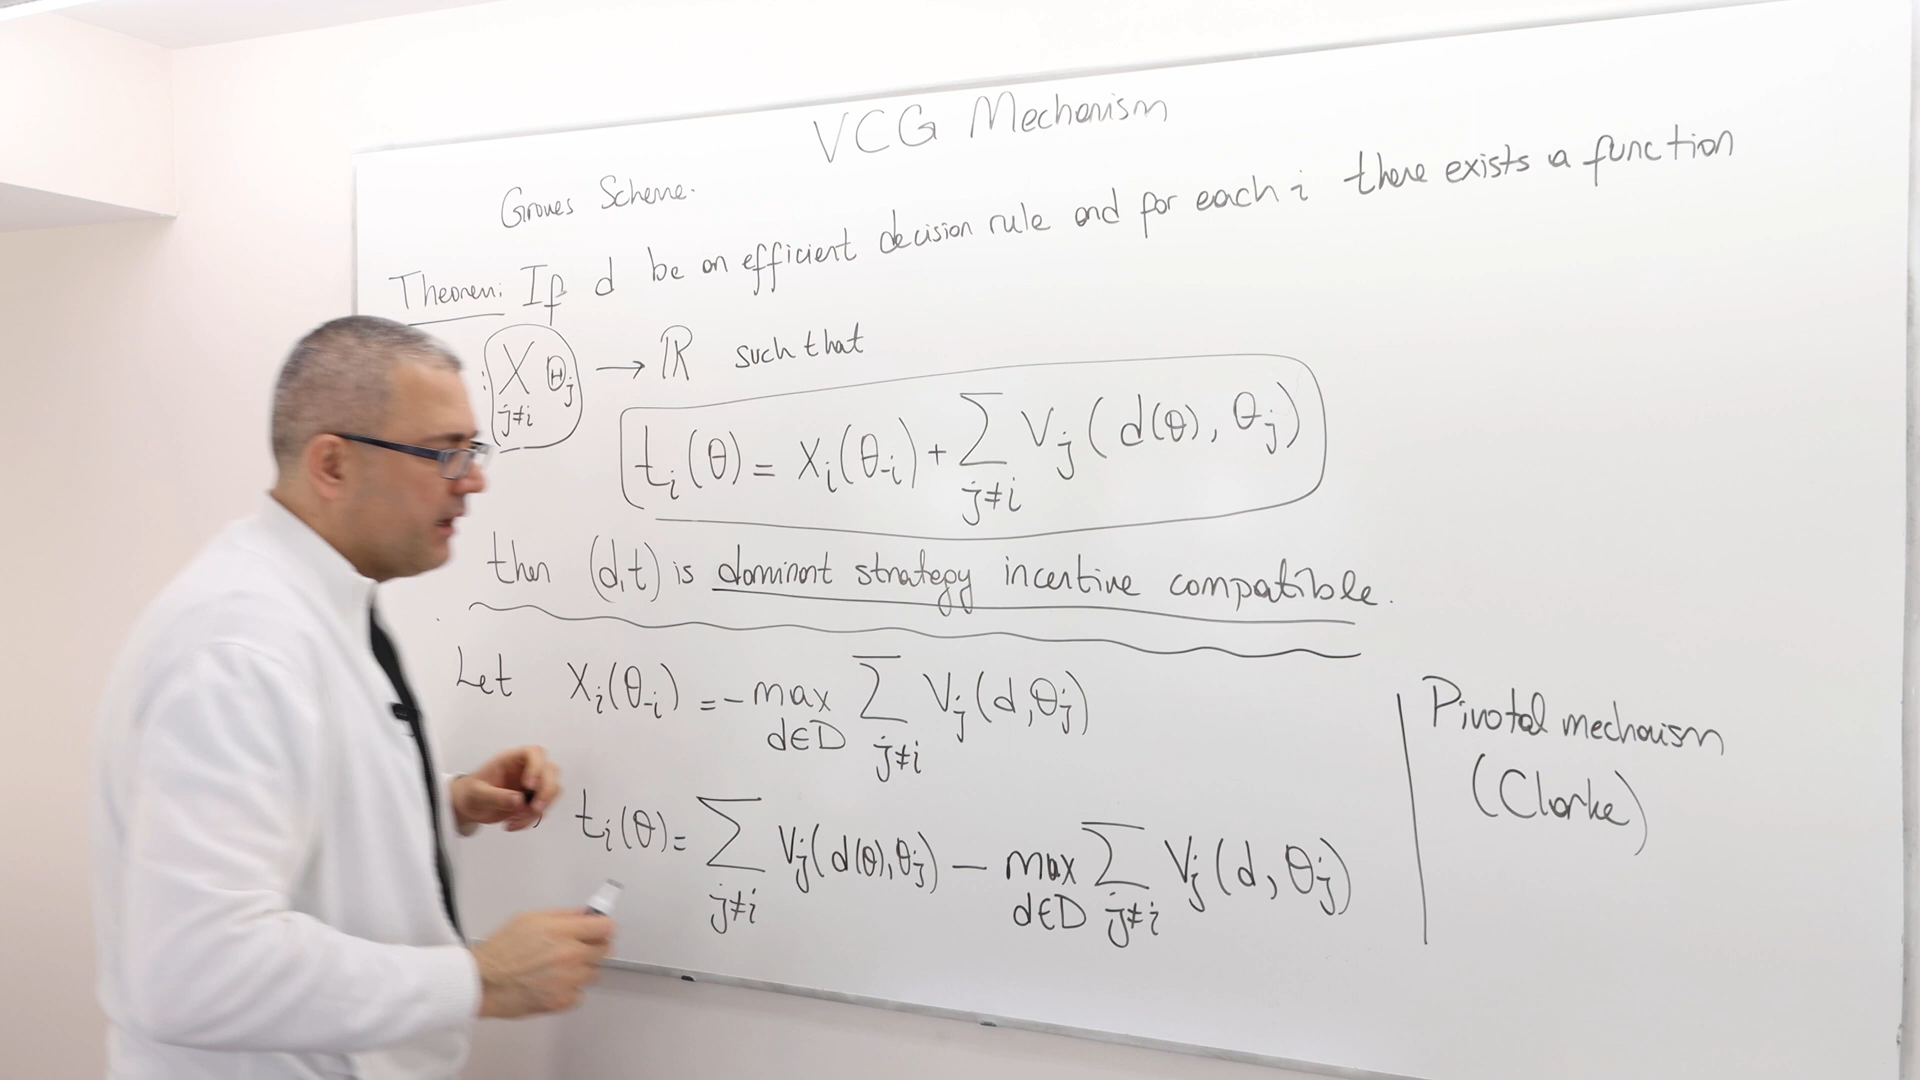 VCG Mechanism
Groves Scheme.
Theorem: If d be an efficient decision rule and for each i there exists a function
: X Θj → ℝ such that
j≠i
ti(θ) = xi(θ-i) + ∑ Vj(d(θ), θj)
j≠i
then (d,t) is dominant strategy incentive compatible.
Let xi(θ-i) = - max ∑ Vj(d,θj)
d∈D j≠i
ti(θ) = ∑ Vj(d(θ),θj) - max ∑ Vj(d, θj)
j≠i d∈D j≠i
Pivotal mechanism
(Clarke)